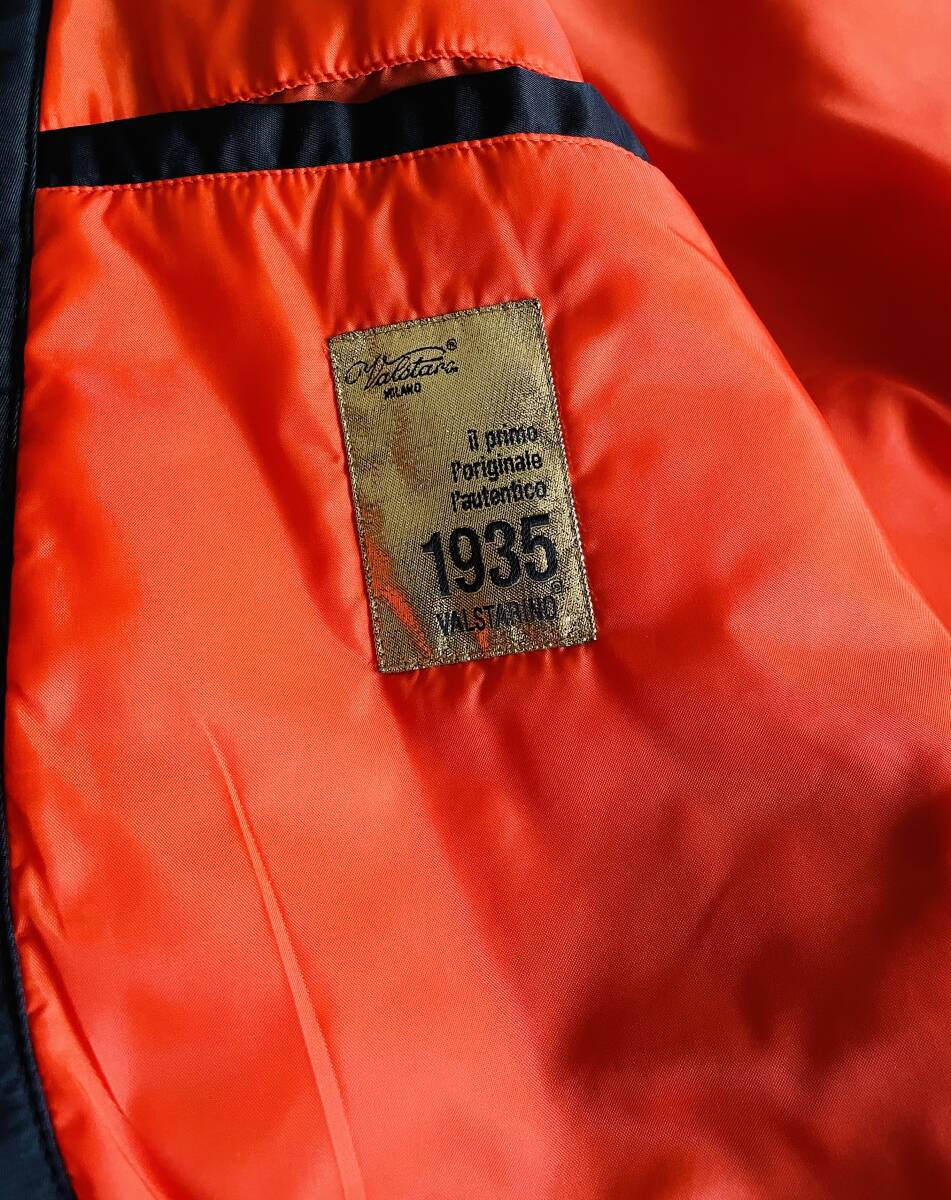 Valstar®
MILANO
il primo
l'originale
l'autentico
1935
VALSTARINO®